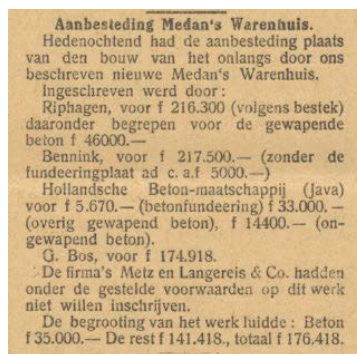 Aanbesteding Medan's Warenhuis.
Hedenochtend had de aanbesteding plaats
van den bouw van het onlangs door ons
beschreven nieuwe Medan's Warenhuis.
Ingeschreven werd door :
Riphagen, voor f 216.300 (volgens bestek)
daaronder begrepen voor de gewapende
beton f 46000.—
Bennink, voor f 217.500.— (zonder de
fundeeringplaat ad c. a.f 5000.—)
Hollandsche Beton-maatschappij (Java)
voor f 5.670.— (betonfundeering) f 33.000.—
(overig gewapend beton), f 14400.— (on-
gewapend beton).
G. Bos, voor f 174.918.
De firma's Metz en Langereis & Co. hadden
onder de gestelde voorwaarden op dit werk
niet willen inschrijven.
De begrooting van het werk luidde : Beton
f 35.000.— De rest f 141.418., totaal f 176.418.